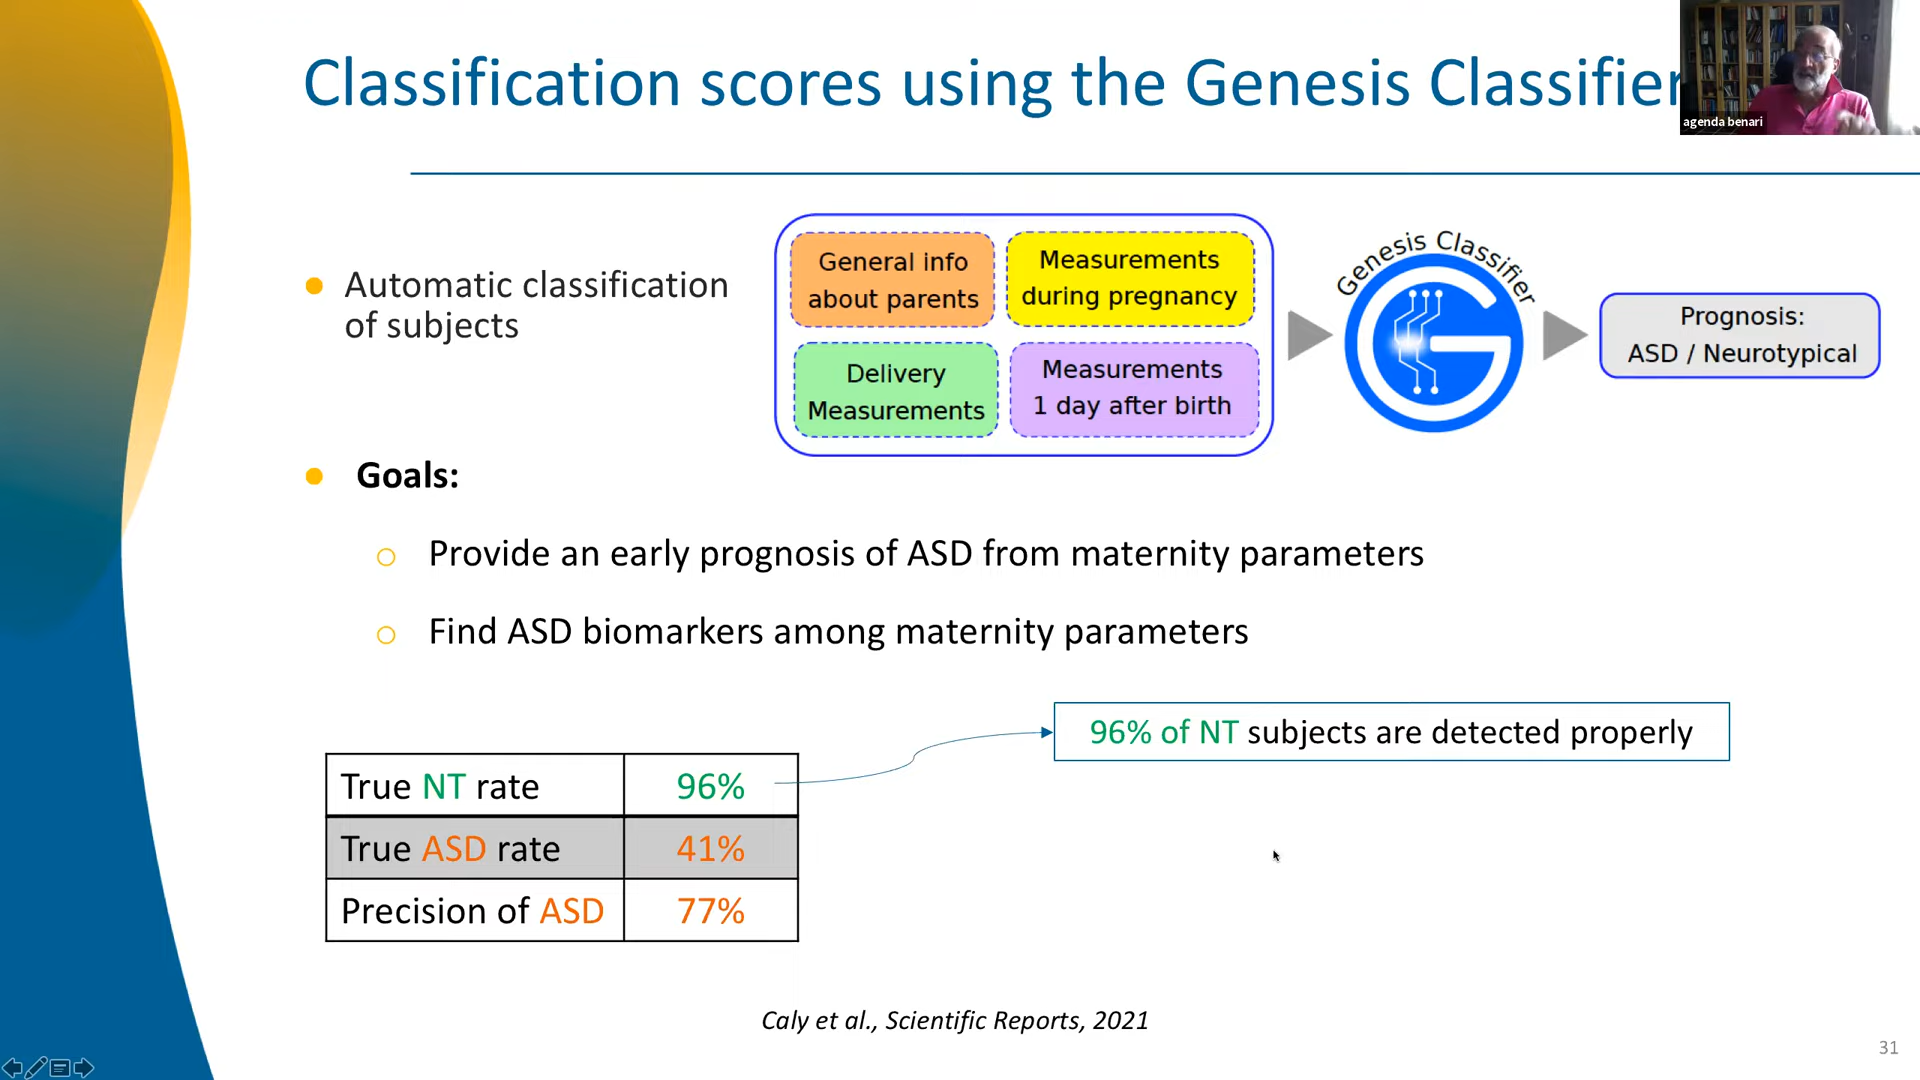 Classification scores using the Genesis Classifier
agenda benari
Automatic classification
of subjects
General info
about parents
Measurements
during pregnancy
Delivery
Measurements
Measurements
1 day after birth
Genesis Classifier
Prognosis:
ASD / Neurotypical
Goals:
Provide an early prognosis of ASD from maternity parameters
Find ASD biomarkers among maternity parameters
96% of NT subjects are detected properly
True NT rate 96%
True ASD rate 41%
Precision of ASD 77%
Caly et al., Scientific Reports, 2021
31